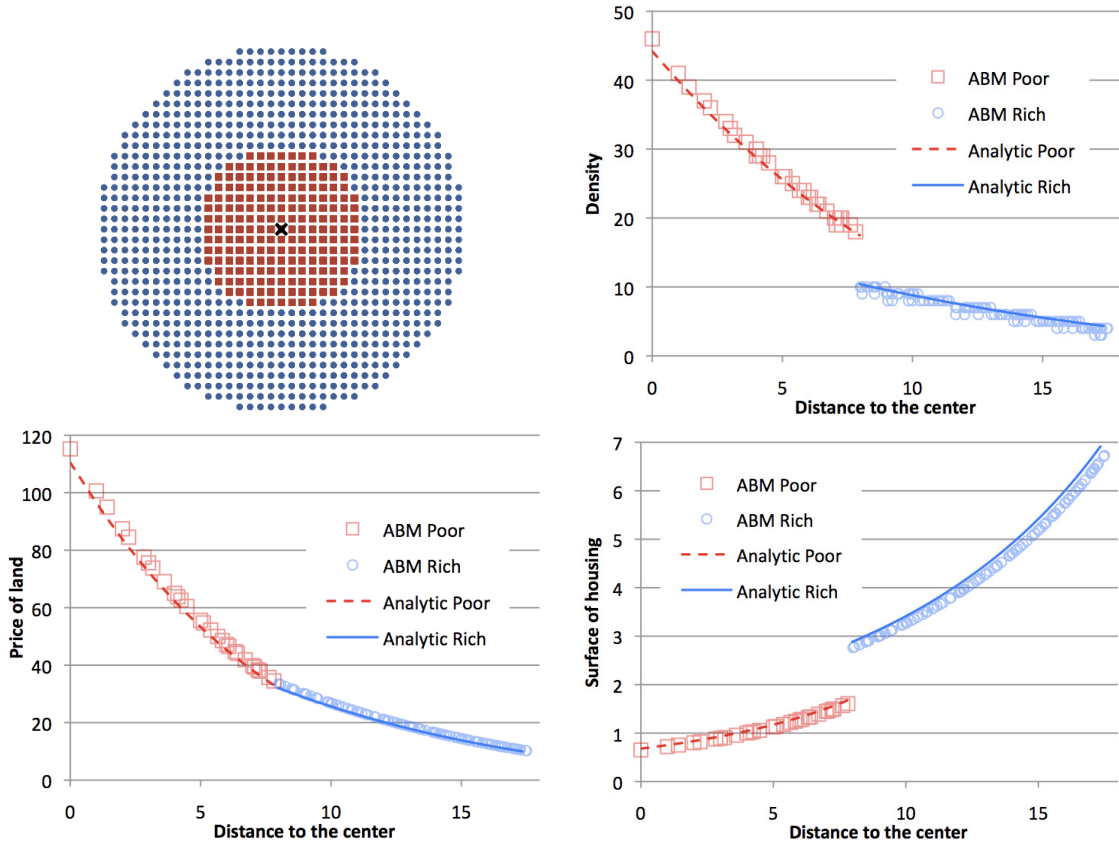 50
40
30
20
10
0
Density
ABM Poor
ABM Rich
Analytic Poor
Analytic Rich
0 5 10 15
Distance to the center
120
100
80
60
40
20
0
Price of land
ABM Poor
ABM Rich
Analytic Poor
Analytic Rich
0 5 10 15
Distance to the center
7
6
5
4
3
2
1
0
Surface of housing
ABM Poor
ABM Rich
Analytic Poor
Analytic Rich
0 5 10 15
Distance to the center